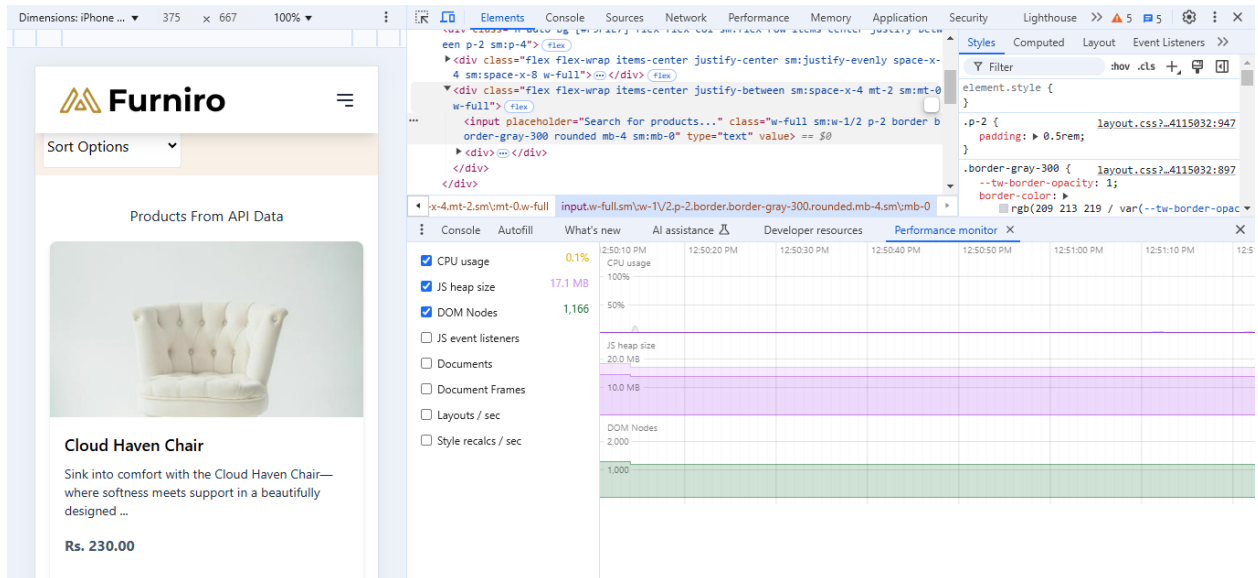 Dimensions: iPhone ... ▼ 375 x 667 100% ▼
Elements Console Sources Network Performance Memory Application Security Lighthouse 5 5
Furniro
Sort Options
Products From API Data
Cloud Haven Chair
Sink into comfort with the Cloud Haven Chair—
where softness meets support in a beautifully
designed ...
Rs. 230.00
een p-2 sm:p-4"> flex
<div class="flex flex-wrap items-center justify-center sm:justify-evenly space-x-
4 sm:space-x-8 w-full"> ... </div> flex
<div class="flex flex-wrap items-center justify-between sm:space-x-4 mt-2 sm:mt-0
w-full"> flex
<input placeholder="Search for products..." class="w-full sm:w-1/2 p-2 border b
order-gray-300 rounded mb-4 sm:mb-0" type="text" value> == $0
<div> ... </div>
</div>
</div>
-x-4.mt-2.sm\:mt-0.w-full input.w-full.sm\:w-1\/2.p-2.border.border-gray-300.rounded.mb-4.sm\:mb-0
Styles Computed Layout Event Listeners
Filter :hov .cls
element.style {
}
.p-2 { layout.css?…4115032:947
padding: ▶ 0.5rem;
}
.border-gray-300 { layout.css?…4115032:897
--tw-border-opacity: 1;
border-color: ▶
rgb(209 213 219 / var(--tw-border-opac
Console Autofill What's new AI assistance Developer resources Performance monitor
CPU usage 0.1%
JS heap size 17.1 MB
DOM Nodes 1,166
JS event listeners
Documents
Document Frames
Layouts / sec
Style recalcs / sec
12:50:10 PM 12:50:20 PM 12:50:30 PM 12:50:40 PM 12:50:50 PM 12:51:00 PM 12:51:10 PM 12:5
CPU usage
100%
50%
JS heap size
20.0 MB
10.0 MB
DOM Nodes
2,000
1,000